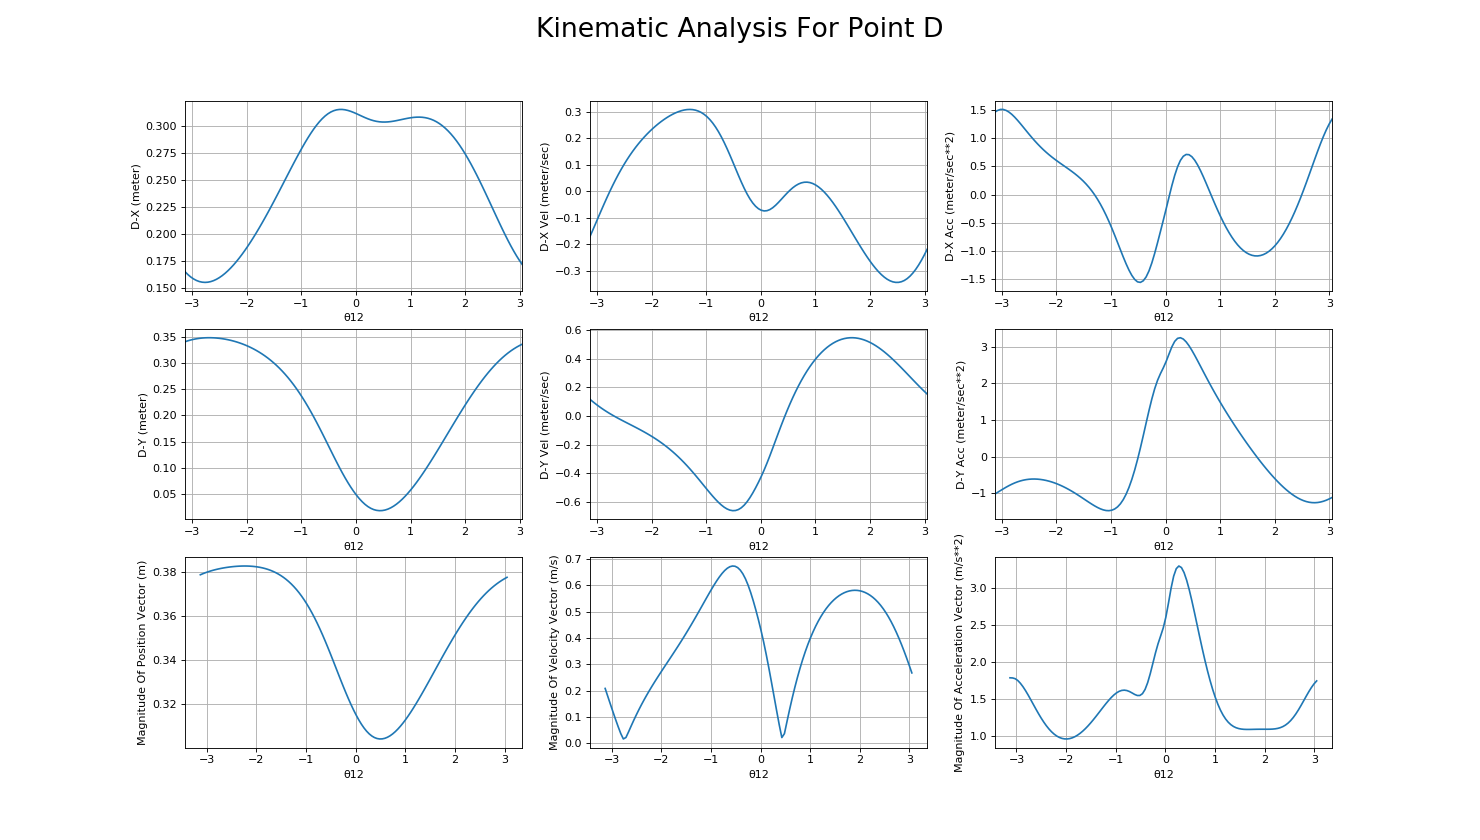 Kinematic Analysis For Point D
D-X (meter)
0.300
0.275
0.250
0.225
0.200
0.175
0.150
−3 −2 −1 0 1 2 3
θ12
D-X Vel (meter/sec)
0.3
0.2
0.1
0.0
−0.1
−0.2
−0.3
−3 −2 −1 0 1 2 3
θ12
D-X Acc (meter/sec**2)
1.5
1.0
0.5
0.0
−0.5
−1.0
−1.5
−3 −2 −1 0 1 2 3
θ12
D-Y (meter)
0.35
0.30
0.25
0.20
0.15
0.10
0.05
−3 −2 −1 0 1 2 3
θ12
D-Y Vel (meter/sec)
0.6
0.4
0.2
0.0
−0.2
−0.4
−0.6
−3 −2 −1 0 1 2 3
θ12
D-Y Acc (meter/sec**2)
3
2
1
0
−1
−3 −2 −1 0 1 2 3
θ12
Magnitude Of Position Vector (m)
0.38
0.36
0.34
0.32
−3 −2 −1 0 1 2 3
θ12
Magnitude Of Velocity Vector (m/s)
0.7
0.6
0.5
0.4
0.3
0.2
0.1
0.0
−3 −2 −1 0 1 2 3
θ12
Magnitude Of Acceleration Vector (m/s**2)
3.0
2.5
2.0
1.5
1.0
−3 −2 −1 0 1 2 3
θ12